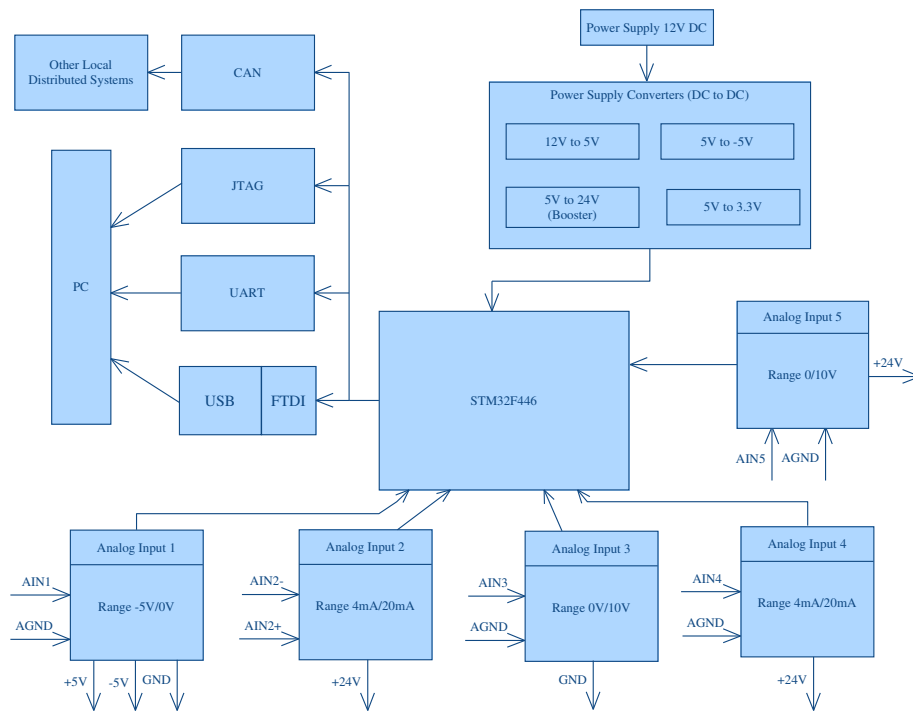 Power Supply 12V DC
Other Local
Distributed Systems
CAN
Power Supply Converters (DC to DC)
12V to 5V
5V to -5V
5V to 24V
(Booster)
5V to 3.3V
JTAG
PC
UART
USB
FTDI
STM32F446
Analog Input 5
Range 0/10V
+24V
AIN5
AGND
Analog Input 1
Range -5V/0V
AIN1
AGND
+5V
-5V
GND
Analog Input 2
Range 4mA/20mA
AIN2-
AIN2+
+24V
Analog Input 3
Range 0V/10V
AIN3
AGND
GND
Analog Input 4
Range 4mA/20mA
AIN4
AGND
+24V